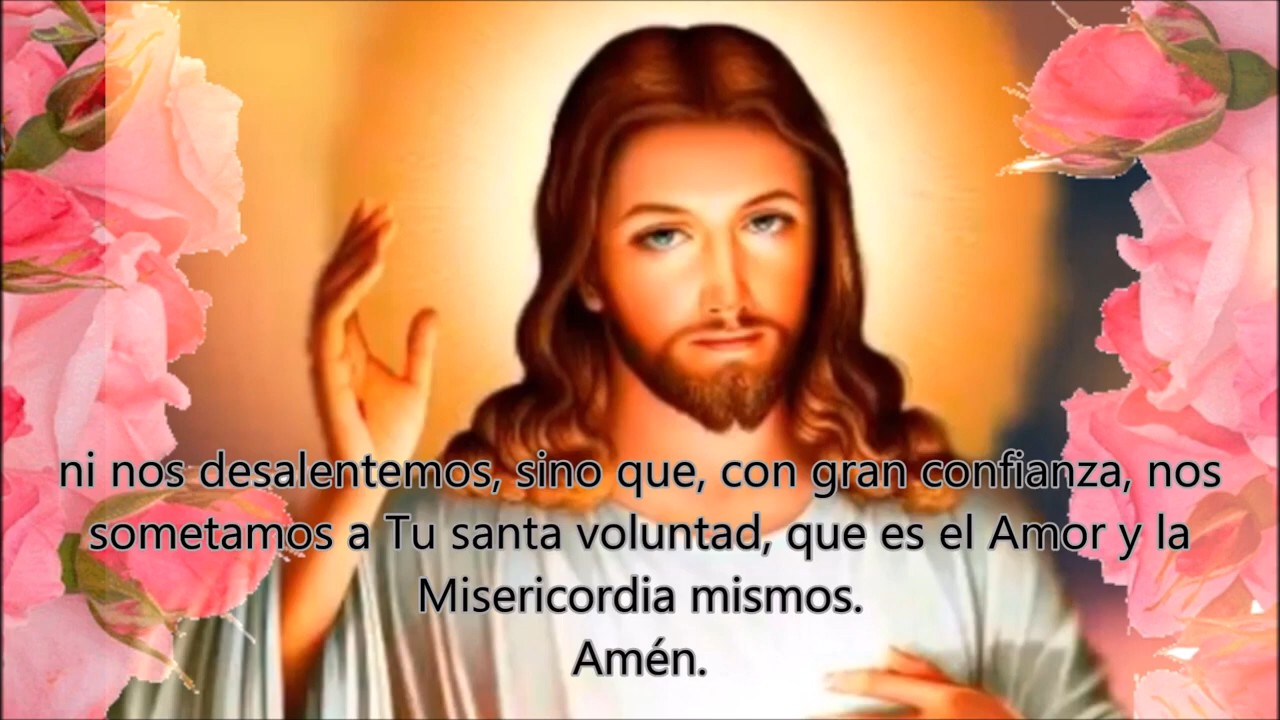 ni nos desalentemos, sino que, con gran confianza, nos
sometamos a Tu santa voluntad, que es el Amor y la
Misericordia mismos.
Amén.